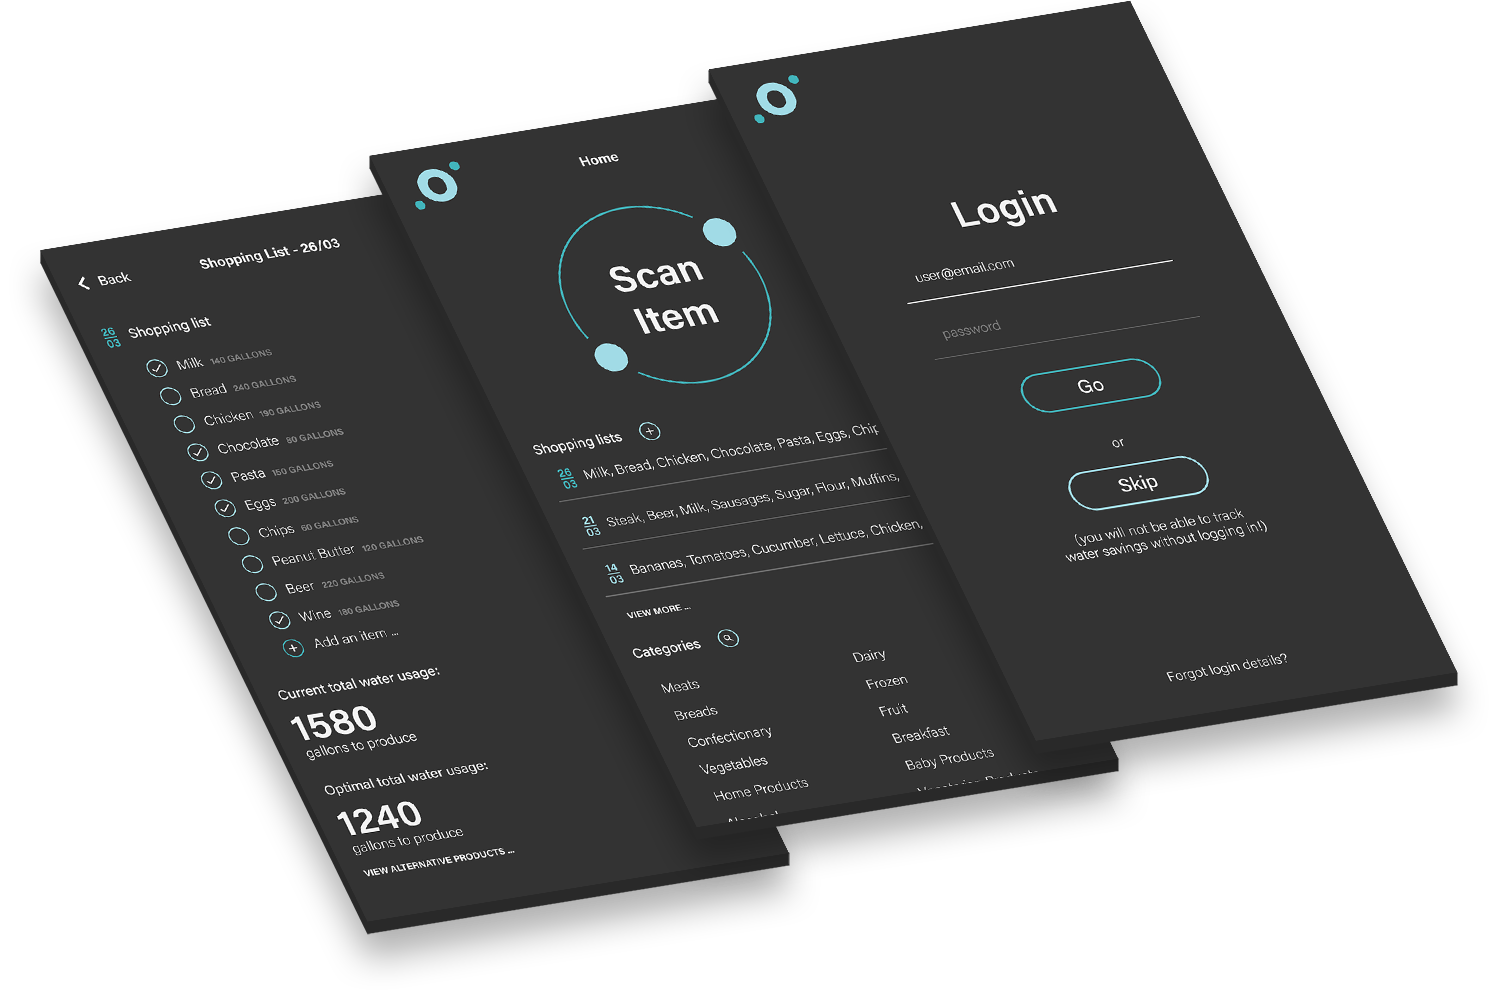 Back
Shopping List - 26/03
26
03
Shopping list
Milk 140 GALLONS
Bread 240 GALLONS
Chicken 190 GALLONS
Chocolate 80 GALLONS
Pasta 150 GALLONS
Eggs 200 GALLONS
Chips 60 GALLONS
Peanut Butter 120 GALLONS
Beer 220 GALLONS
Wine 180 GALLONS
Add an item ...
Current total water usage:
1580
gallons to produce
Optimal total water usage:
1240
gallons to produce
VIEW ALTERNATIVE PRODUCTS ...
Home
Scan
Item
Shopping lists
26
03
Milk, Bread, Chicken, Chocolate, Pasta, Eggs, Chip
21
03
Steak, Beer, Milk, Sausages, Sugar, Flour, Muffins,
14
03
Bananas, Tomatoes, Cucumber, Lettuce, Chicken,
VIEW MORE ...
Categories
Meats
Breads
Confectionary
Vegetables
Home Products
Dairy
Frozen
Fruit
Breakfast
Baby Products
Login
user@email.com
password
Go
or
Skip
(you will not be able to track
water savings without logging in!)
Forgot login details?